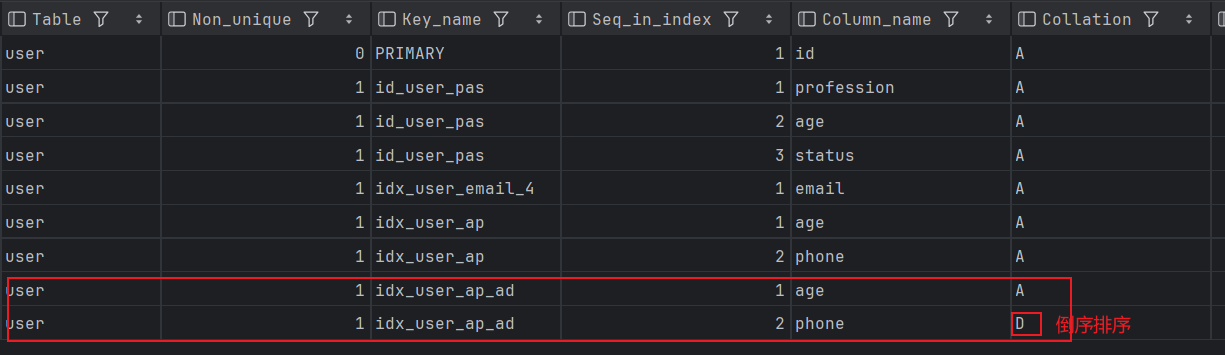 Table Non_unique Key_name Seq_in_index Column_name Collation
user 0 PRIMARY 1 id A
user 1 id_user_pas 1 profession A
user 1 id_user_pas 2 age A
user 1 id_user_pas 3 status A
user 1 idx_user_email_4 1 email A
user 1 idx_user_ap 1 age A
user 1 idx_user_ap 2 phone A
user 1 idx_user_ap_ad 1 age A
user 1 idx_user_ap_ad 2 phone D 倒序排序